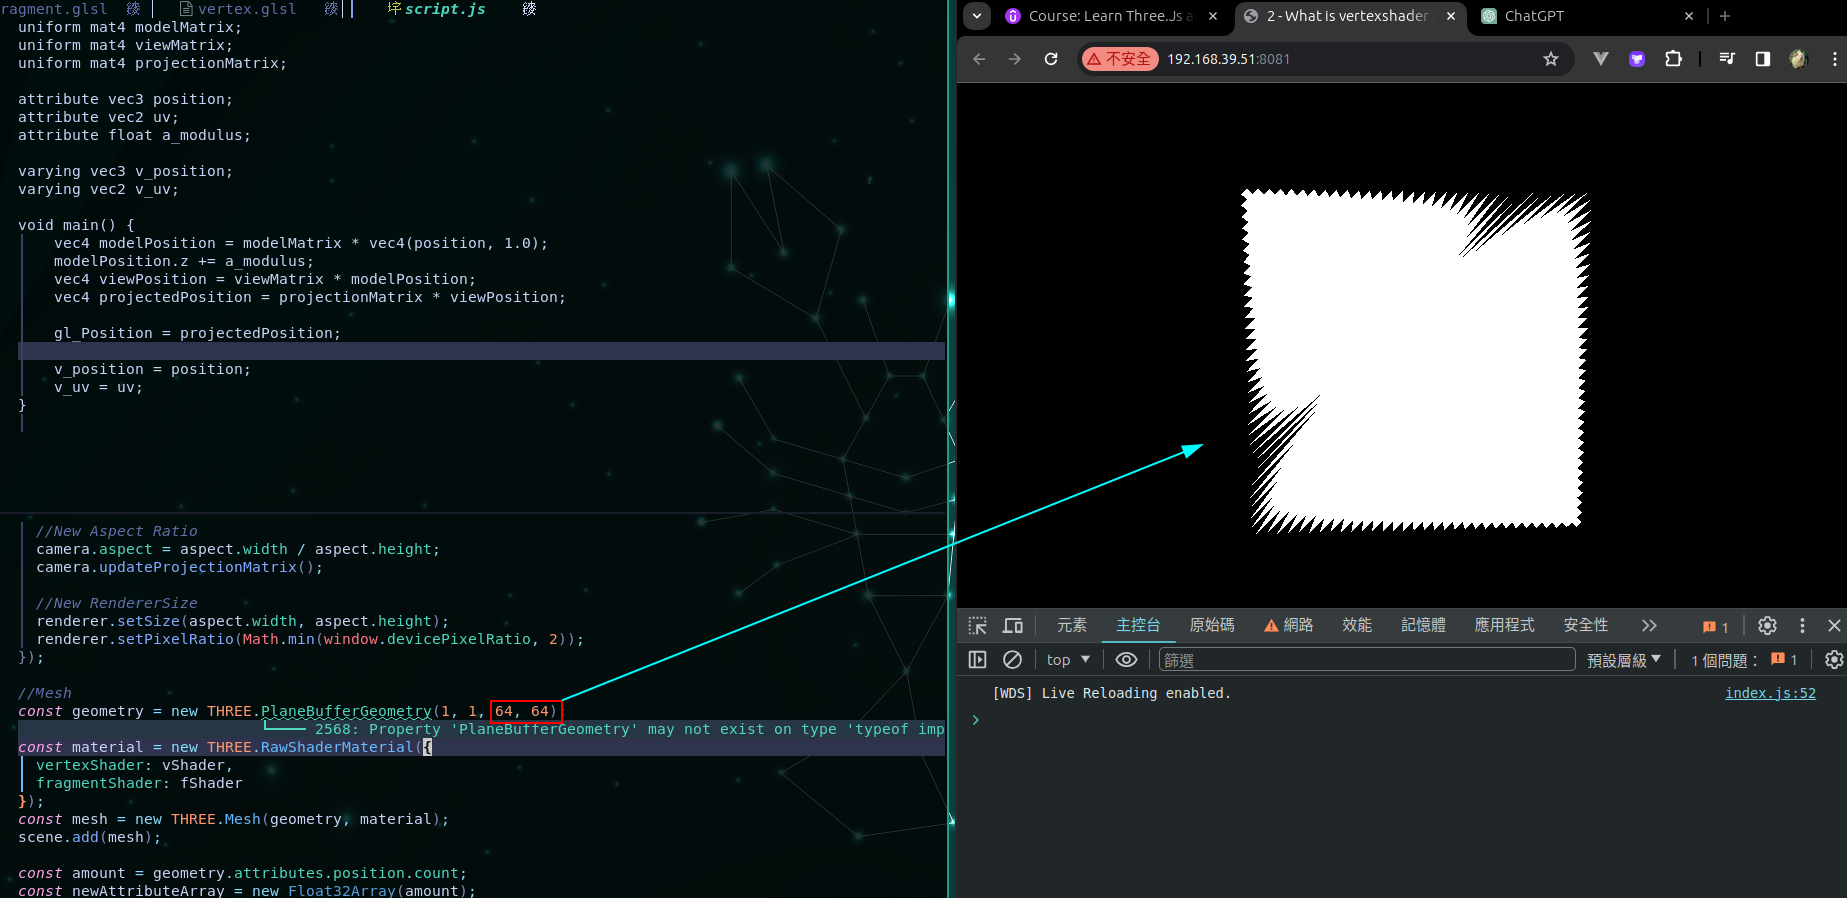 ragment.glsl vertex.glsl script.js
uniform mat4 modelMatrix;
uniform mat4 viewMatrix;
uniform mat4 projectionMatrix;
attribute vec3 position;
attribute vec2 uv;
attribute float a_modulus;
varying vec3 v_position;
varying vec2 v_uv;
void main() {
vec4 modelPosition = modelMatrix * vec4(position, 1.0);
modelPosition.z += a_modulus;
vec4 viewPosition = viewMatrix * modelPosition;
vec4 projectedPosition = projectionMatrix * viewPosition;
gl_Position = projectedPosition;
v_position = position;
v_uv = uv;
}
//New Aspect Ratio
camera.aspect = aspect.width / aspect.height;
camera.updateProjectionMatrix();
//New RendererSize
renderer.setSize(aspect.width, aspect.height);
renderer.setPixelRatio(Math.min(window.devicePixelRatio, 2));
});
//Mesh
const geometry = new THREE.PlaneBufferGeometry(1, 1, 64, 64)
2568: Property 'PlaneBufferGeometry' may not exist on type 'typeof imp
const material = new THREE.RawShaderMaterial({
vertexShader: vShader,
fragmentShader: fShader
});
const mesh = new THREE.Mesh(geometry, material);
scene.add(mesh);
const amount = geometry.attributes.position.count;
const newAttributeArray = new Float32Array(amount);
Course: Learn Three.Js a
2 - What is vertexshader
ChatGPT
不安全 192.168.39.51:8081
元素 主控台 原始碼 網路 效能 記憶體 應用程式 安全性 1
top 篩選 預設層級 1 個問題： 1
[WDS] Live Reloading enabled. index.js:52